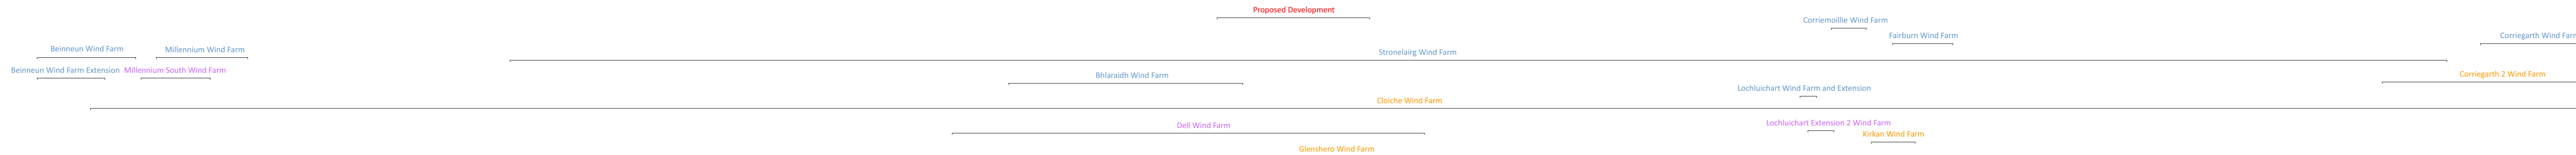 Proposed Development
Corriemoillie Wind Farm
Fairburn Wind Farm
Corriegarth Wind Farm
Beinneun Wind Farm
Millennium Wind Farm
Stronelairg Wind Farm
Beinneun Wind Farm Extension
Millennium South Wind Farm
Bhlaraidh Wind Farm
Corriegarth 2 Wind Farm
Lochluichart Wind Farm and Extension
Cloiche Wind Farm
Dell Wind Farm
Lochluichart Extension 2 Wind Farm
Kirkan Wind Farm
Glenshero Wind Farm